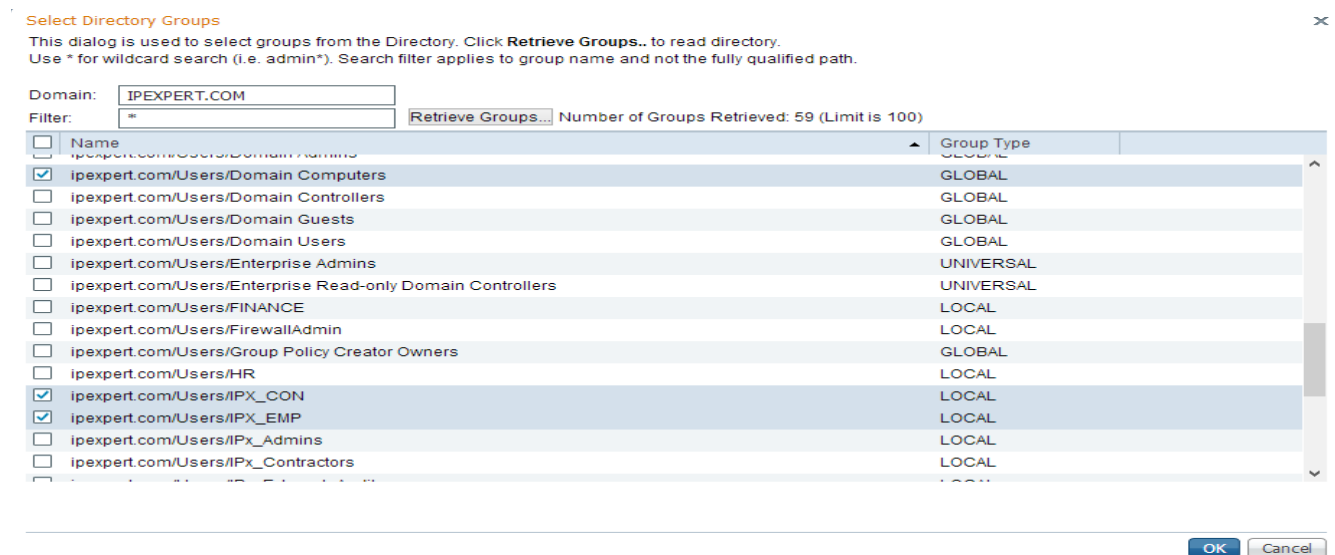 Select Directory Groups
This dialog is used to select groups from the Directory. Click Retrieve Groups.. to read directory.
Use * for wildcard search (i.e. admin*). Search filter applies to group name and not the fully qualified path.
Domain: IPEXPERT.COM
Filter: * Retrieve Groups... Number of Groups Retrieved: 59 (Limit is 100)
Name Group Type
ipexpert.com/Users/Domain Admins GLOBAL
ipexpert.com/Users/Domain Computers GLOBAL
ipexpert.com/Users/Domain Controllers GLOBAL
ipexpert.com/Users/Domain Guests GLOBAL
ipexpert.com/Users/Domain Users GLOBAL
ipexpert.com/Users/Enterprise Admins UNIVERSAL
ipexpert.com/Users/Enterprise Read-only Domain Controllers UNIVERSAL
ipexpert.com/Users/FINANCE LOCAL
ipexpert.com/Users/FirewallAdmin LOCAL
ipexpert.com/Users/Group Policy Creator Owners GLOBAL
ipexpert.com/Users/HR LOCAL
ipexpert.com/Users/IPX_CON LOCAL
ipexpert.com/Users/IPX_EMP LOCAL
ipexpert.com/Users/IPx_Admins LOCAL
ipexpert.com/Users/IPx_Contractors LOCAL
OK Cancel